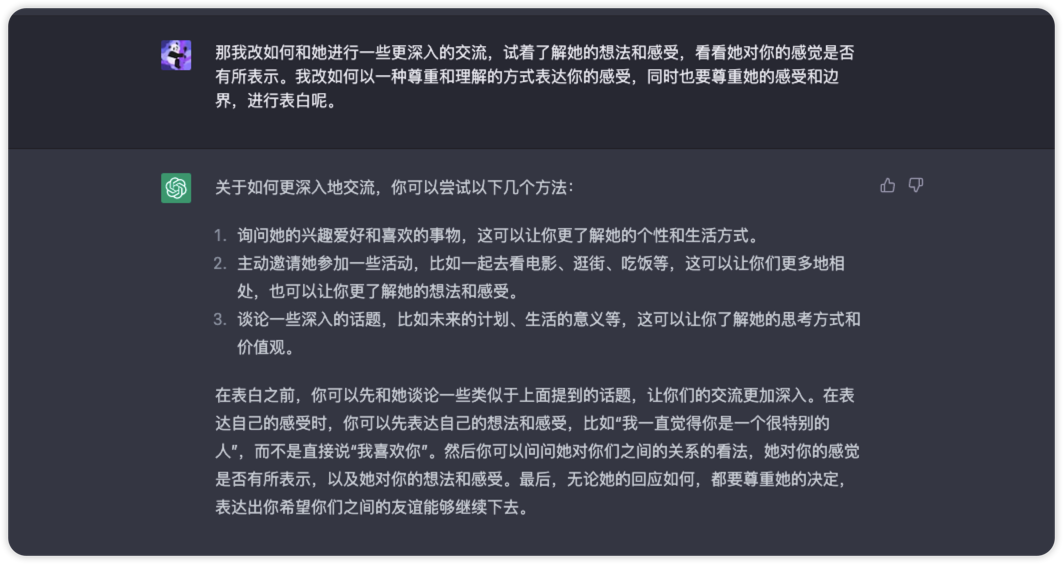 那我改如何和她进行一些更深入的交流，试着了解她的想法和感受，看看她对你的感觉是否
有所表示。我改如何以一种尊重和理解的方式表达你的感受，同时也要尊重她的感受和边
界，进行表白呢。
关于如何更深入地交流，你可以尝试以下几个方法：
1. 询问她的兴趣爱好和喜欢的事物，这可以让你更了解她的个性和生活方式。
2. 主动邀请她参加一些活动，比如一起去看电影、逛街、吃饭等，这可以让你们更多地相
处，也可以让你更了解她的想法和感受。
3. 谈论一些深入的话题，比如未来的计划、生活的意义等，这可以让你了解她的思考方式和
价值观。
在表白之前，你可以先和她谈论一些类似于上面提到的话题，让你们的交流更加深入。在表
达自己的感受时，你可以先表达自己的想法和感受，比如“我一直觉得你是一个很特别的
人”，而不是直接说“我喜欢你”。然后你可以问问她对你们之间的关系的看法，她对你的感觉
是否有所表示，以及她对你的想法和感受。最后，无论她的回应如何，都要尊重她的决定，
表达出你希望你们之间的友谊能够继续下去。